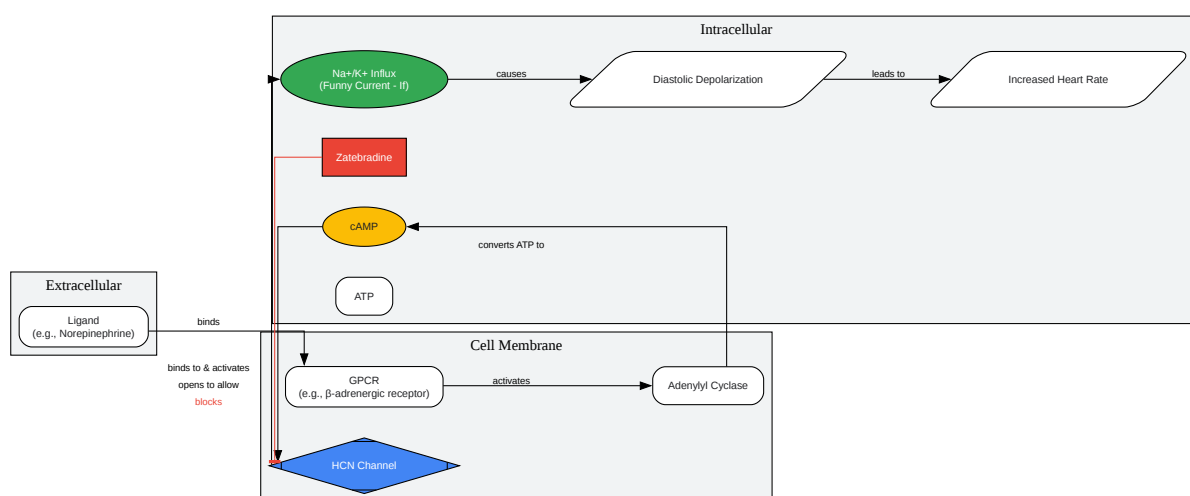 Intracellular
Na+/K+ Influx
(Funny Current - If)
causes
Diastolic Depolarization
leads to
Increased Heart Rate
Zatebradine
cAMP
converts ATP to
ATP
Extracellular
Ligand
(e.g., Norepinephrine)
binds
Cell Membrane
binds to & activates
opens to allow
blocks
GPCR
(e.g., β-adrenergic receptor)
activates
Adenylyl Cyclase
HCN Channel